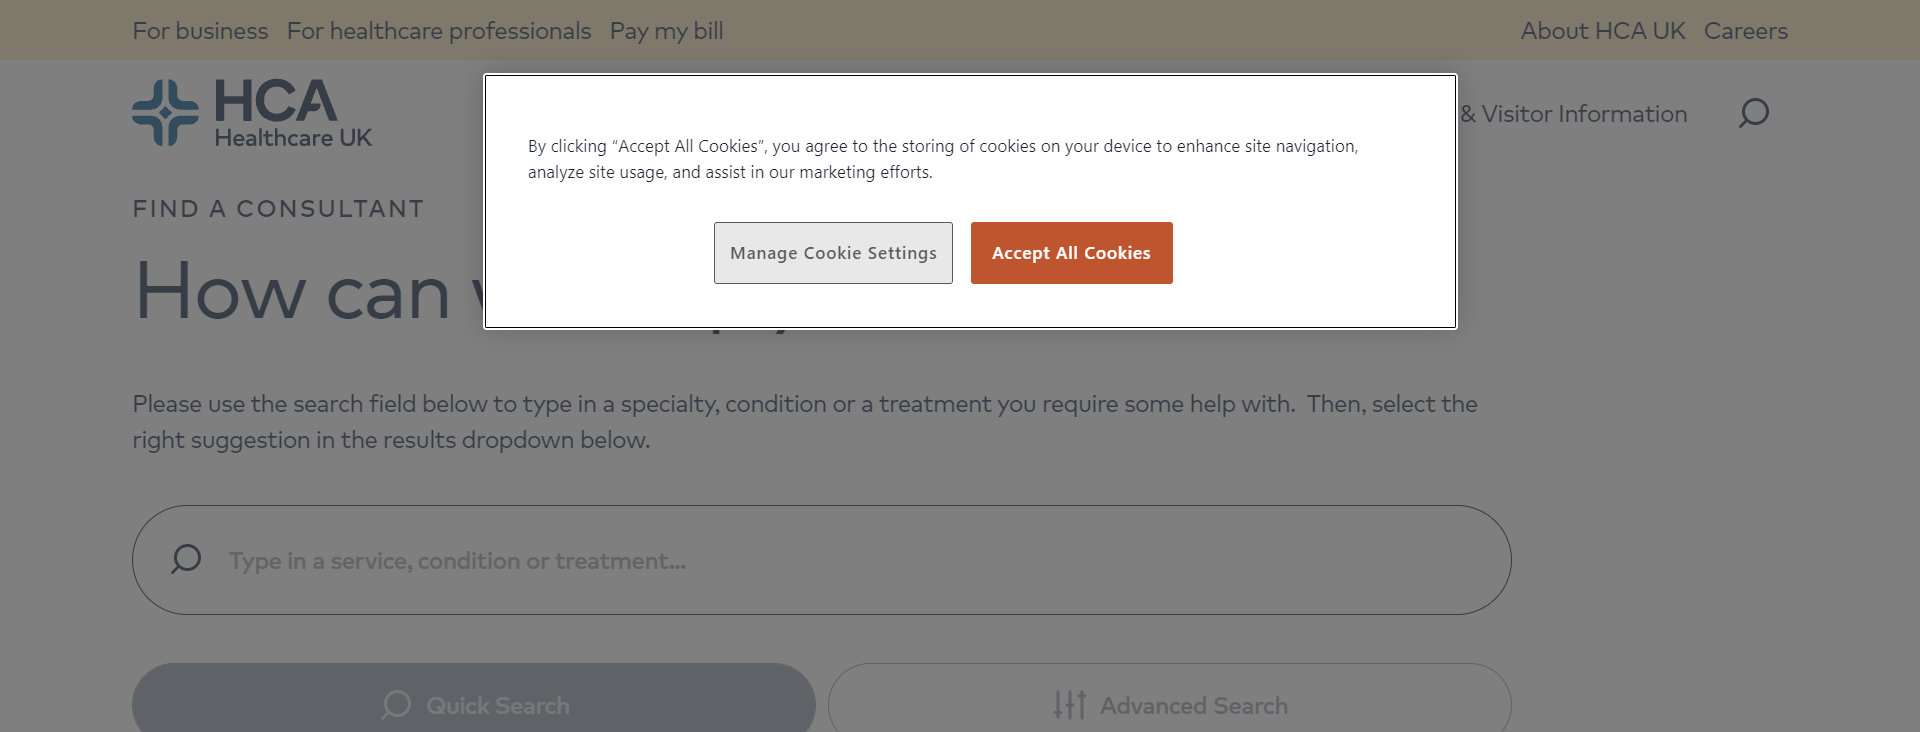 For business For healthcare professionals Pay my bill About HCA UK Careers
HCA
Healthcare UK
& Visitor Information
By clicking “Accept All Cookies”, you agree to the storing of cookies on your device to enhance site navigation,
analyze site usage, and assist in our marketing efforts.
Manage Cookie Settings Accept All Cookies
FIND A CONSULTANT
How can
Please use the search field below to type in a specialty, condition or a treatment you require some help with. Then, select the
right suggestion in the results dropdown below.
Type in a service, condition or treatment...
Quick Search Advanced Search